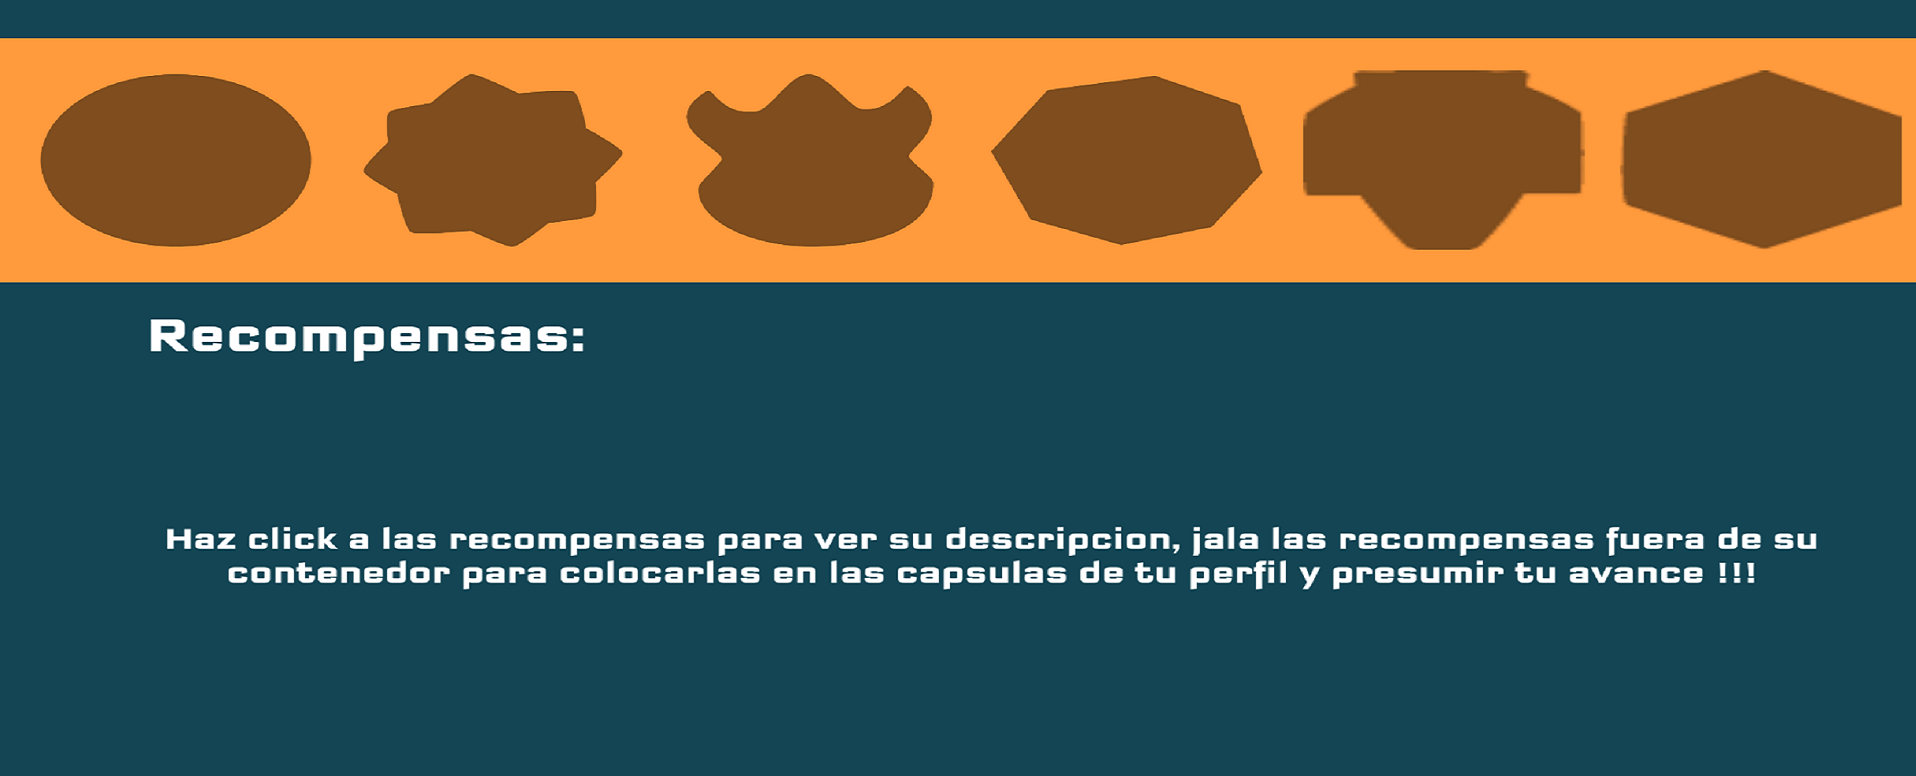 Recompensas:
Haz click a las recompensas para ver su descripcion, jala las recompensas fuera de su
contenedor para colocarlas en las capsulas de tu perfil y presumir tu avance !!!